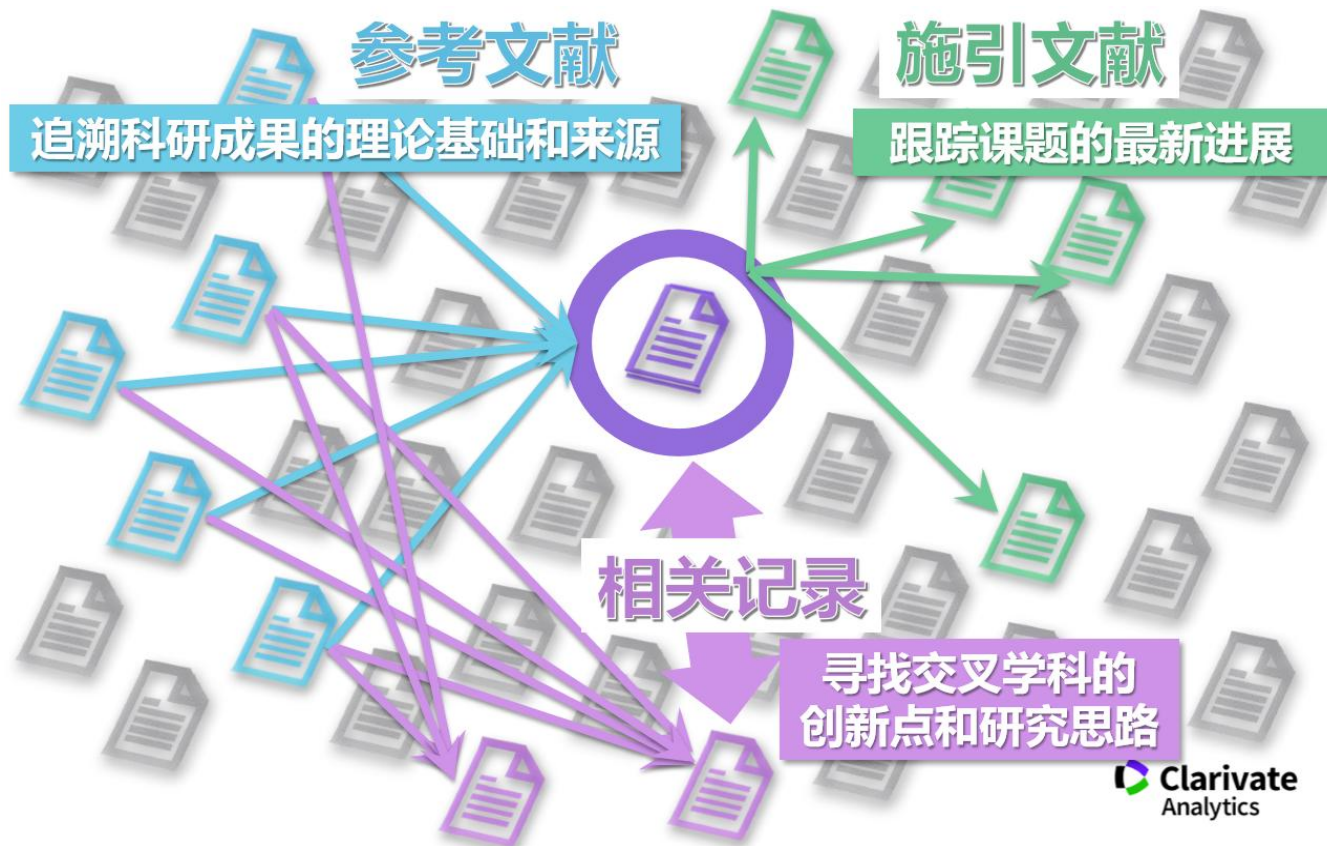 参考文献
追溯科研成果的理论基础和来源
施引文献
跟踪课题的最新进展
相关记录
寻找交叉学科的
创新点和研究思路
Clarivate
Analytics